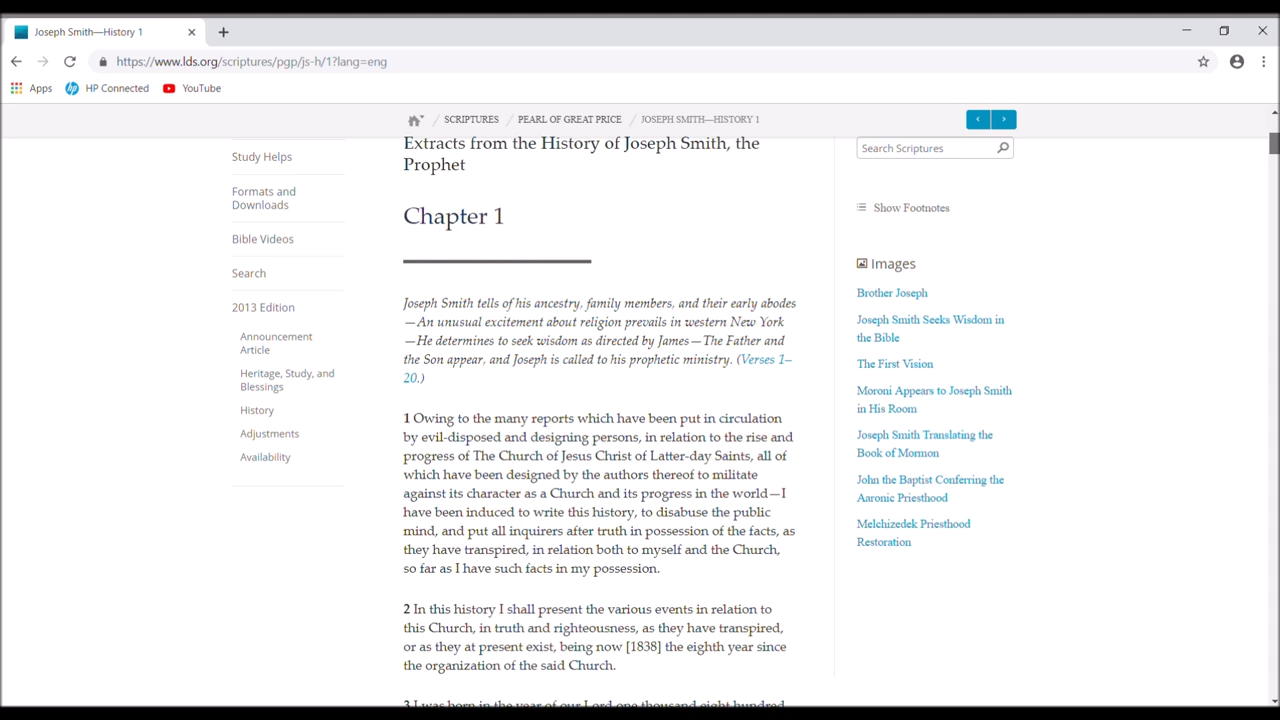 Joseph Smith—History 1
https://www.lds.org/scriptures/pgp/js-h/1?lang=eng
Apps
HP Connected
YouTube
SCRIPTURES / PEARL OF GREAT PRICE / JOSEPH SMITH—HISTORY 1
Study Helps
Formats and
Downloads
Bible Videos
Search
2013 Edition
Announcement
Article
Heritage, Study, and
Blessings
History
Adjustments
Availability
Extracts from the History of Joseph Smith, the
Prophet
Chapter 1
Joseph Smith tells of his ancestry, family members, and their early abodes
—An unusual excitement about religion prevails in western New York
—He determines to seek wisdom as directed by James—The Father and
the Son appear, and Joseph is called to his prophetic ministry. (Verses 1–
20.)
1 Owing to the many reports which have been put in circulation
by evil-disposed and designing persons, in relation to the rise and
progress of The Church of Jesus Christ of Latter-day Saints, all of
which have been designed by the authors thereof to militate
against its character as a Church and its progress in the world—I
have been induced to write this history, to disabuse the public
mind, and put all inquirers after truth in possession of the facts, as
they have transpired, in relation both to myself and the Church,
so far as I have such facts in my possession.
2 In this history I shall present the various events in relation to
this Church, in truth and righteousness, as they have transpired,
or as they at present exist, being now [1838] the eighth year since
the organization of the said Church.
3 I was born in the year of our Lord one thousand eight hundred
Search Scriptures
Show Footnotes
Images
Brother Joseph
Joseph Smith Seeks Wisdom in
the Bible
The First Vision
Moroni Appears to Joseph Smith
in His Room
Joseph Smith Translating the
Book of Mormon
John the Baptist Conferring the
Aaronic Priesthood
Melchizedek Priesthood
Restoration